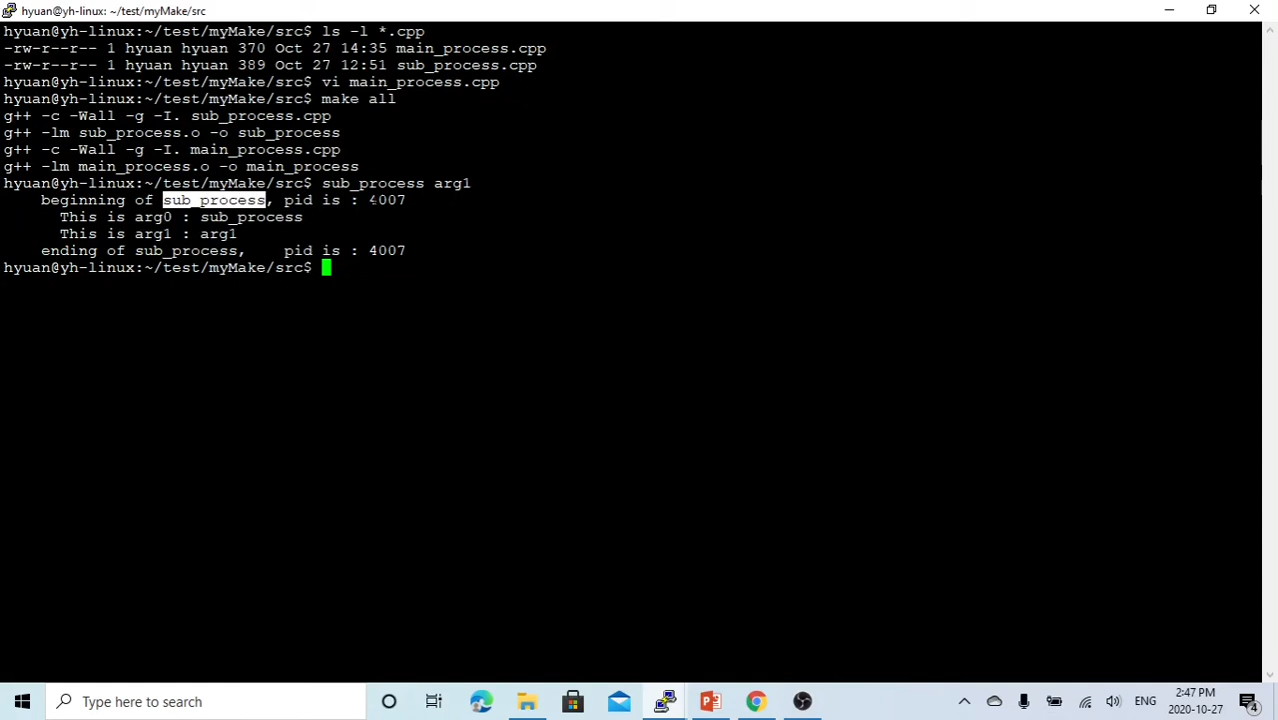 hyuan@yh-linux: ~/test/myMake/src
hyuan@yh-linux:~/test/myMake/src$ ls -l *.cpp
-rw-r--r-- 1 hyuan hyuan 370 Oct 27 14:35 main_process.cpp
-rw-r--r-- 1 hyuan hyuan 389 Oct 27 12:51 sub_process.cpp
hyuan@yh-linux:~/test/myMake/src$ vi main_process.cpp
hyuan@yh-linux:~/test/myMake/src$ make all
g++ -c -Wall -g -I. sub_process.cpp
g++ -lm sub_process.o -o sub_process
g++ -c -Wall -g -I. main_process.cpp
g++ -lm main_process.o -o main_process
hyuan@yh-linux:~/test/myMake/src$ sub_process arg1
    beginning of sub_process, pid is : 4007
      This is arg0 : sub_process
      This is arg1 : arg1
    ending of sub_process,    pid is : 4007
hyuan@yh-linux:~/test/myMake/src$
Type here to search
ENG
2:47 PM
2020-10-27
4